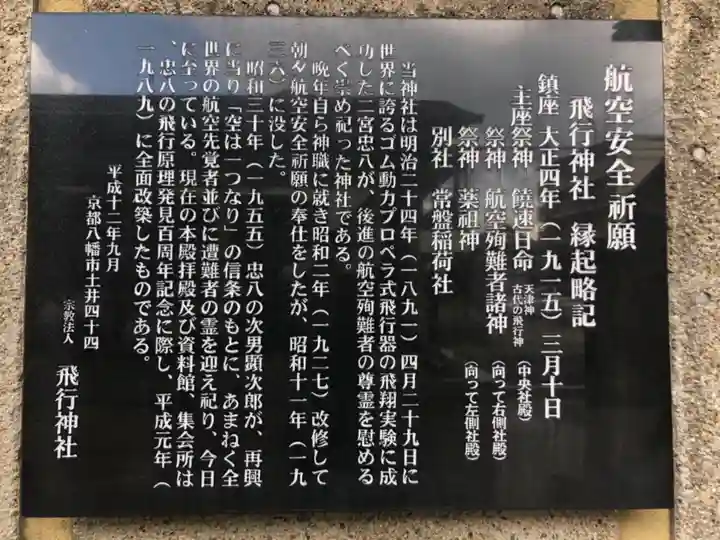 航空安全祈願
飛行神社　縁起略記
鎮座　大正四年（一九一五）三月十日
主座祭神　饒速日命　天津神 古代の飛行神（中央社殿）
祭神　航空殉難者諸神（向って右側社殿）
祭神　薬祖神（向って左側社殿）
別社　常盤稲荷社
当神社は明治二十四年（一八九一）四月二十九日に
世界に誇るゴム動力プロペラ式飛行器の飛翔実験に成
功した二宮忠八が、後進の航空殉難者の尊霊を慰める
べく崇め祀った神社である。
晩年自ら神職に就き昭和二年（一九二七）改修して
朝夕航空安全祈願の奉仕をしたが、昭和十一年（一九
三六）に没した。
昭和三十年（一九五五）忠八の次男顕次郎が、再興
に当り「空は一つなり」の信条のもとに、あまねく全
世界の航空先覚者並びに遭難者の霊を迎え祀り、今日
に至っている。現在の本殿拝殿及び資料館、集会所は
、忠八の飛行原理発見百周年記念に際し、平成元年（
一九八九）に全面改築したものである。
平成十二年九月
京都八幡市土井四十四
宗教法人　飛行神社